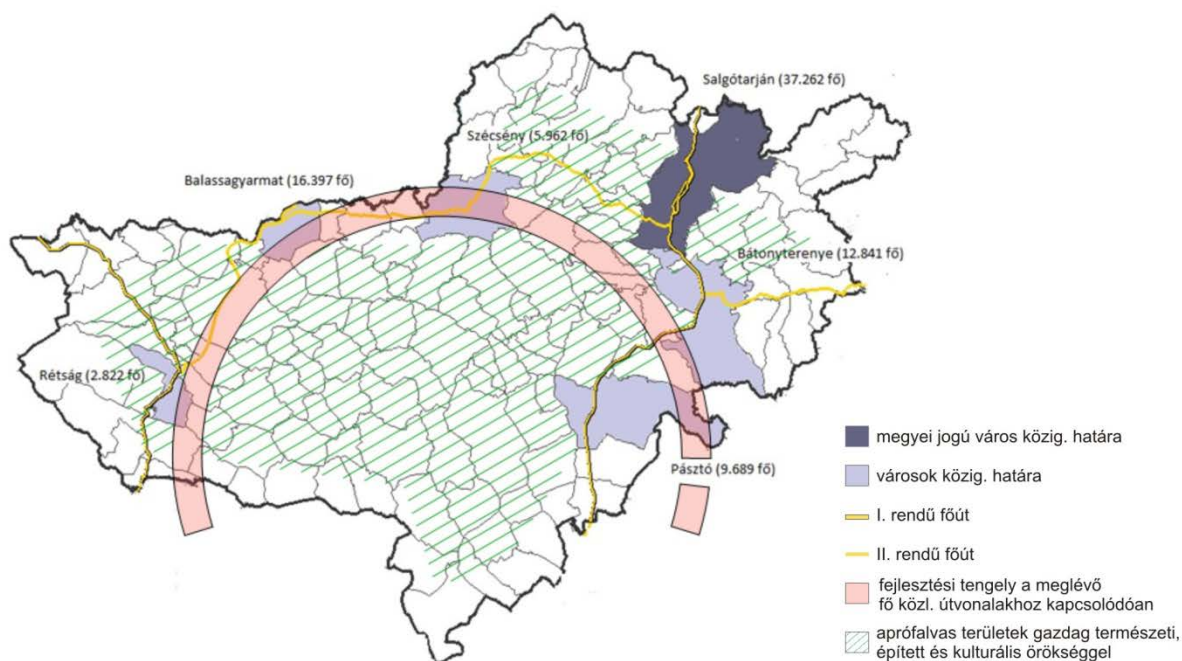 Salgótarján (37.262 fő)
Szécsény (5.962 fő)
Balassagyarmat (16.397 fő)
Bátonyterenye (12.841 fő)
Rétság (2.822 fő)
Pásztó (9.689 fő)
megyei jogú város közig. határa
városok közig. határa
I. rendű főút
II. rendű főút
fejlesztési tengely a meglévő
fő közl. útvonalakhoz kapcsolódóan
aprófalvas területek gazdag természeti,
épített és kulturális örökséggel